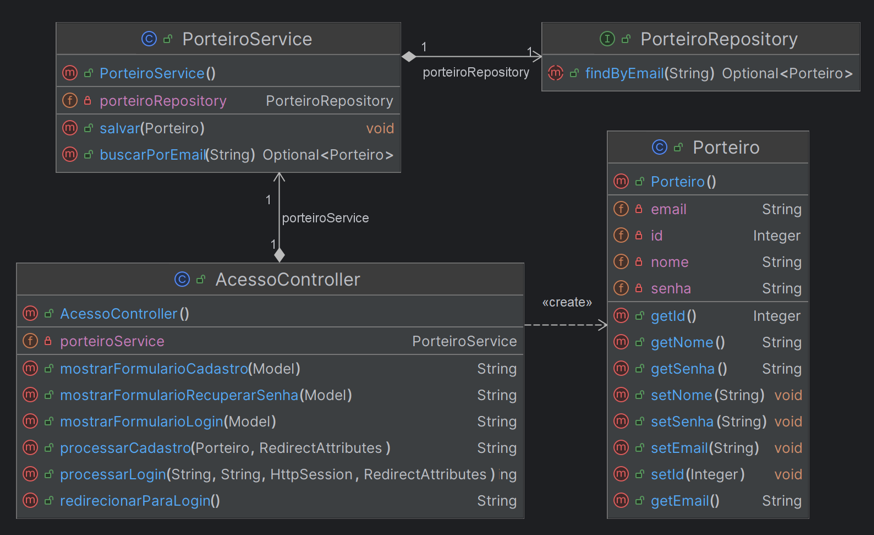 PorteiroService
PorteiroService()
porteiroRepository PorteiroRepository
salvar(Porteiro) void
buscarPorEmail(String) Optional<Porteiro>
1
1
porteiroRepository
PorteiroRepository
findByEmail(String) Optional<Porteiro>
1
porteiroService
1
AcessoController
AcessoController()
porteiroService PorteiroService
mostrarFormularioCadastro(Model) String
mostrarFormularioRecuperarSenha(Model) String
mostrarFormularioLogin(Model) String
processarCadastro(Porteiro, RedirectAttributes) String
processarLogin(String, String, HttpSession, RedirectAttributes) ng
redirecionarParaLogin() String
«create»
Porteiro
Porteiro()
email String
id Integer
nome String
senha String
getId() Integer
getNome() String
getSenha() String
setNome(String) void
setSenha(String) void
setEmail(String) void
setId(Integer) void
getEmail() String